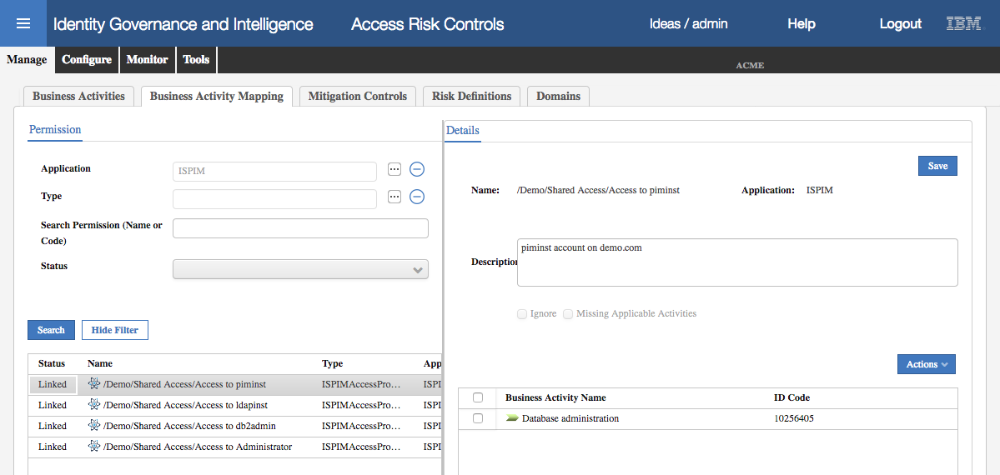 Identity Governance and Intelligence Access Risk Controls Ideas / admin Help Logout IBM
Manage Configure Monitor Tools
ACME
Business Activities Business Activity Mapping Mitigation Controls Risk Definitions Domains
Permission
Application ISPIM
Type
Search Permission (Name or
Code)
Status
Search Hide Filter
Status Name Type App
Linked /Demo/Shared Access/Access to piminst ISPIMAccessPro... ISPI
Linked /Demo/Shared Access/Access to ldapinst ISPIMAccessPro... ISPI
Linked /Demo/Shared Access/Access to db2admin ISPIMAccessPro... ISPI
Linked /Demo/Shared Access/Access to Administrator ISPIMAccessPro... ISPI
Details
Save
Name: /Demo/Shared Access/Access to piminst Application: ISPIM
piminst account on demo.com
Description
Ignore Missing Applicable Activities
Actions
Business Activity Name ID Code
Database administration 10256405